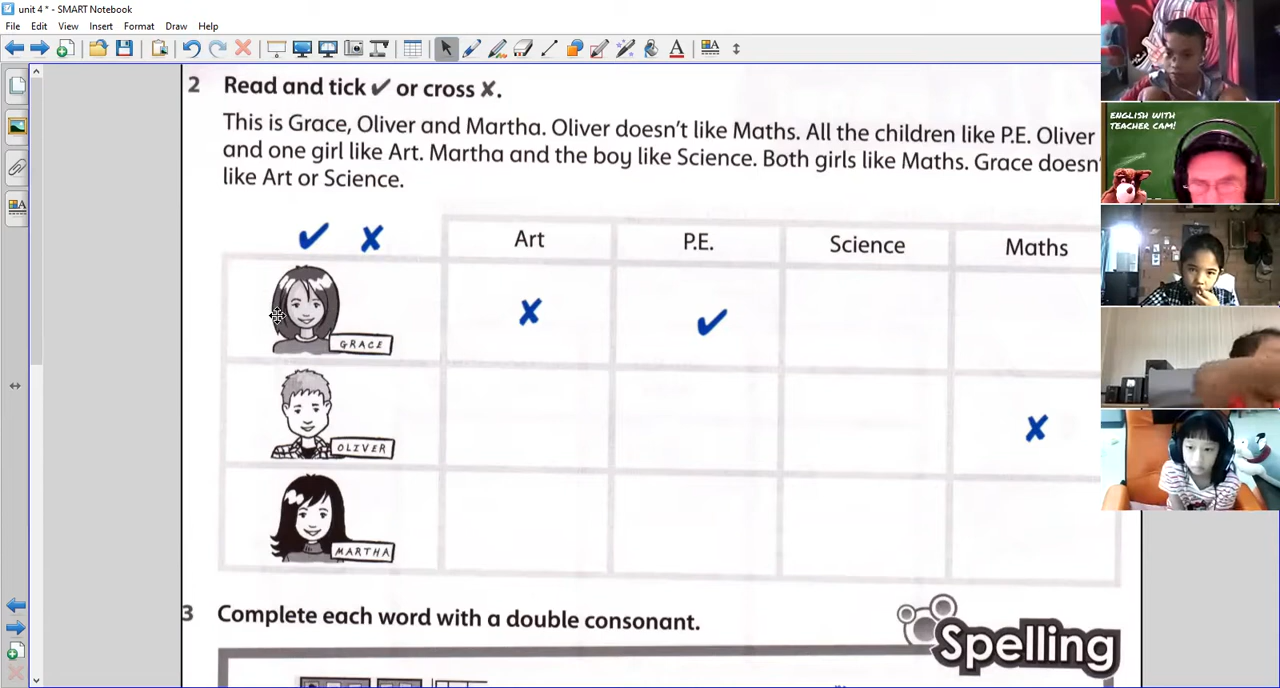 unit 4 * - SMART Notebook
File Edit View Insert Format Draw Help
2 Read and tick ✔ or cross ✘.
This is Grace, Oliver and Martha. Oliver doesn't like Maths. All the children like P.E. Oliver
and one girl like Art. Martha and the boy like Science. Both girls like Maths. Grace doesn'
like Art or Science.
✔ ✘ Art P.E. Science Maths
✘ ✔
GRACE
✘
OLIVER
MARTHA
3 Complete each word with a double consonant.
Spelling
ENGLISH WITH
TEACHER CAM!